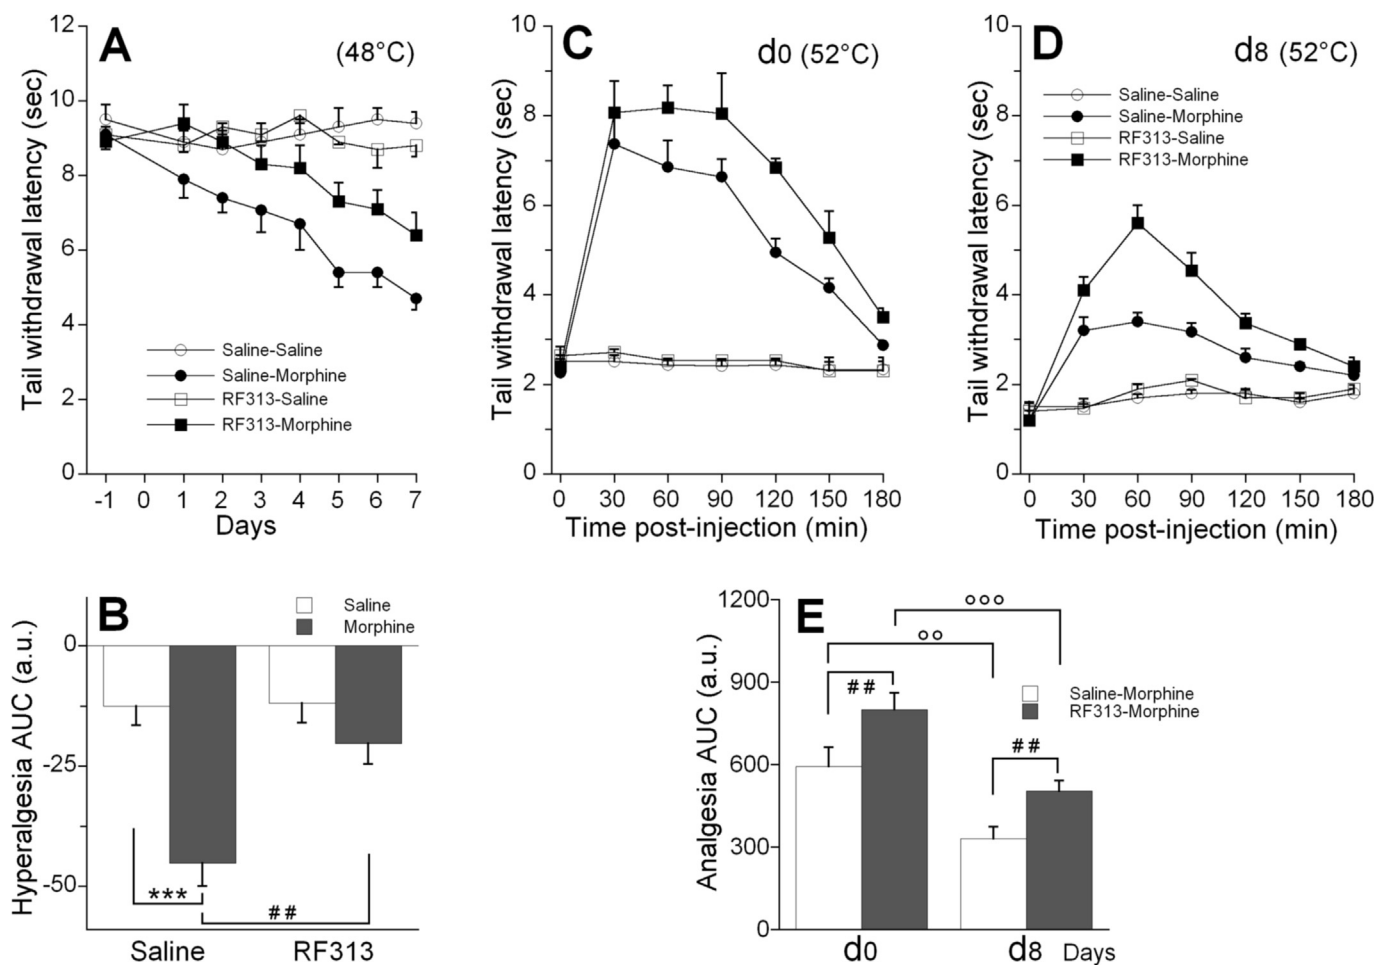 A
(48°C)
Tail withdrawal latency (sec)
12
10
8
6
4
2
0
Saline-Saline
Saline-Morphine
RF313-Saline
RF313-Morphine
-1 0 1 2 3 4 5 6 7
Days
C
d0 (52°C)
Tail withdrawal latency (sec)
10
8
6
4
2
0
0 30 60 90 120 150 180
Time post-injection (min)
D
d8 (52°C)
Tail withdrawal latency (sec)
10
8
6
4
2
0
Saline-Saline
Saline-Morphine
RF313-Saline
RF313-Morphine
0 30 60 90 120 150 180
Time post-injection (min)
B
Saline
Morphine
Hyperalgesia AUC (a.u.)
0
-25
-50
***
##
Saline RF313
E
Analgesia AUC (a.u.)
1200
900
600
300
0
°°°
°°
##
##
Saline-Morphine
RF313-Morphine
d0 d8 Days